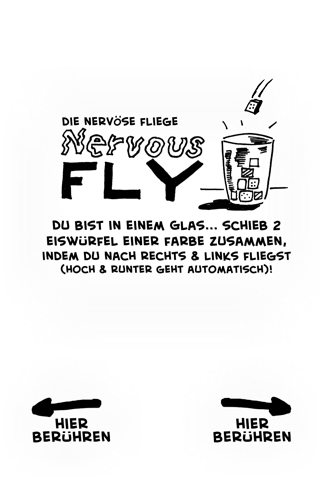 DIE NERVÖSE FLIEGE
Nervous
FLY
DU BIST IN EINEM GLAS... SCHIEB 2
EISWÜRFEL EINER FARBE ZUSAMMEN,
INDEM DU NACH RECHTS & LINKS FLIEGST
(HOCH & RUNTER GEHT AUTOMATISCH)!
HIER
BERÜHREN
HIER
BERÜHREN